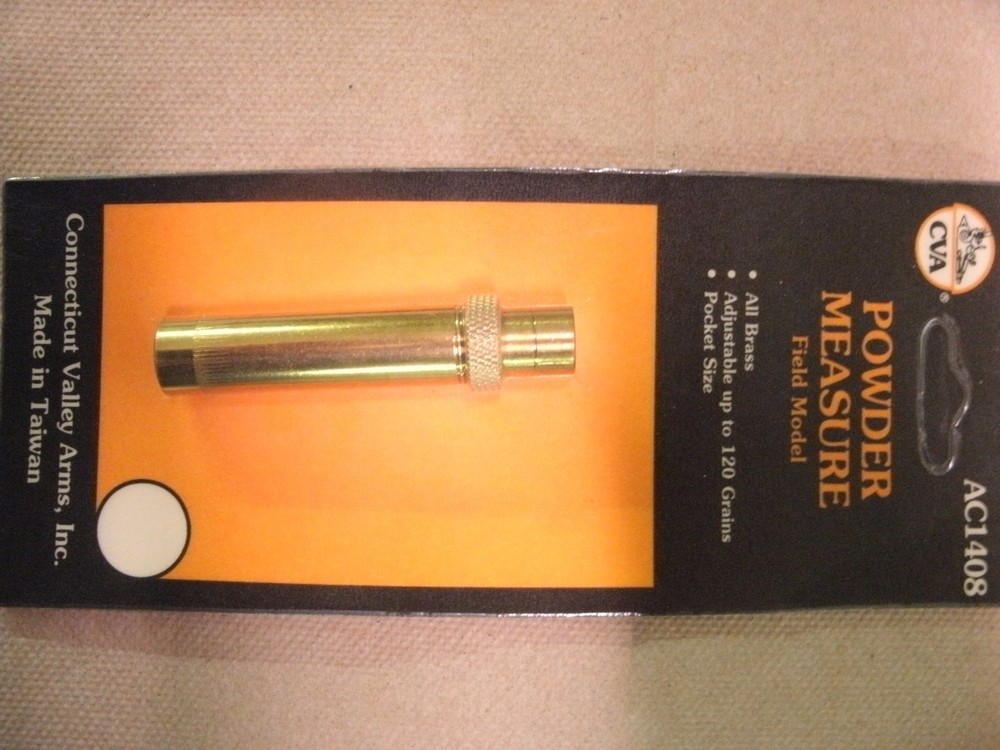 AC1408
CVA
®
POWDER
MEASURE
Field Model
• All Brass
• Adjustable up to 120 Grains
• Pocket Size
Connecticut Valley Arms, Inc.
Made in Taiwan